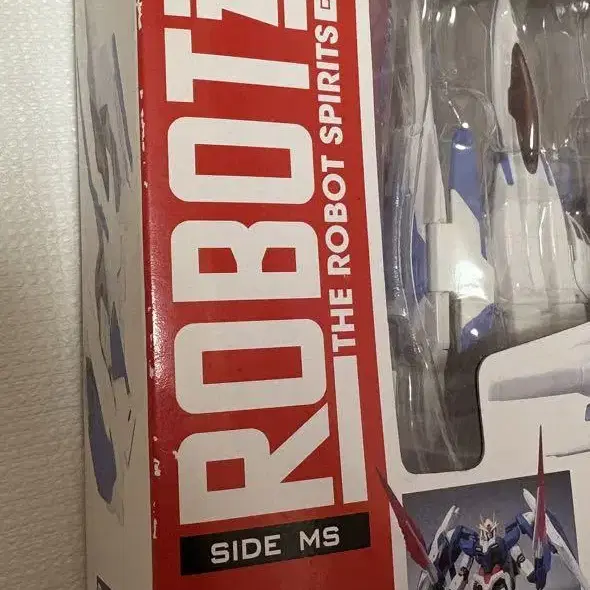 ROBOT魂
THE ROBOT SPIRITS
SIDE MS